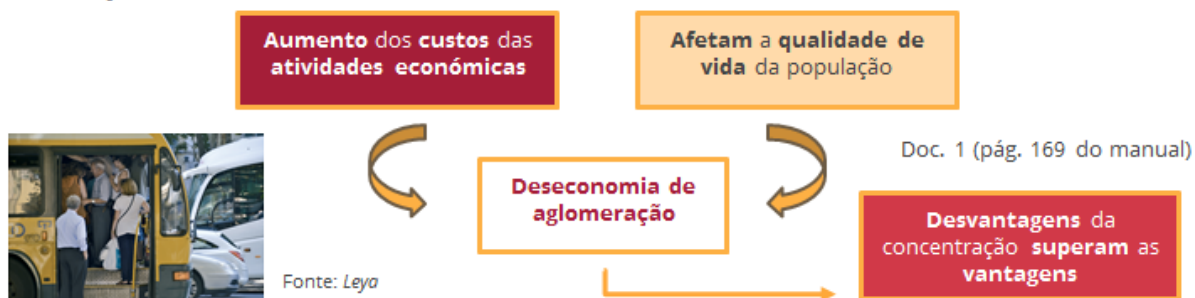 Aumento dos custos das
atividades económicas
Afetam a qualidade de
vida da população
Doc. 1 (pág. 169 do manual)
Deseconomia de
aglomeração
Desvantagens da
concentração superam as
vantagens
Fonte: Leya